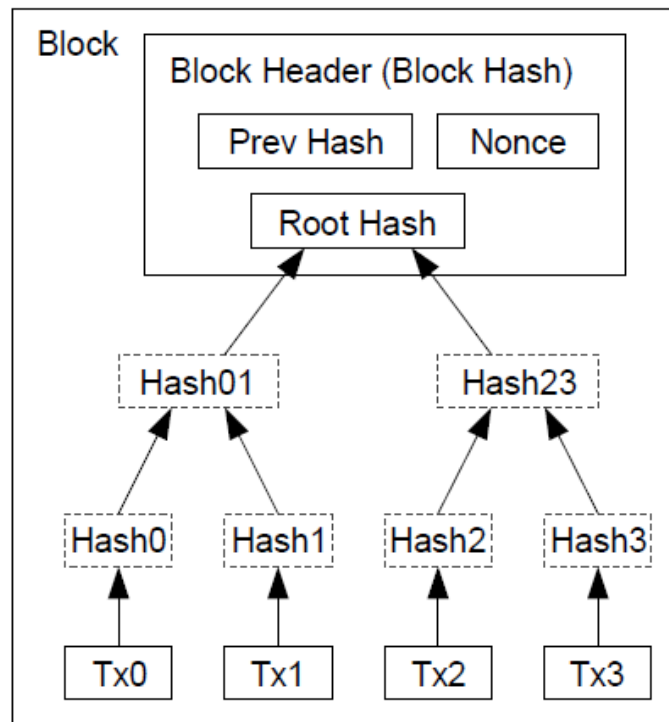 Block
Block Header (Block Hash)
Prev Hash Nonce
Root Hash
Hash01 Hash23
Hash0 Hash1 Hash2 Hash3
Tx0 Tx1 Tx2 Tx3